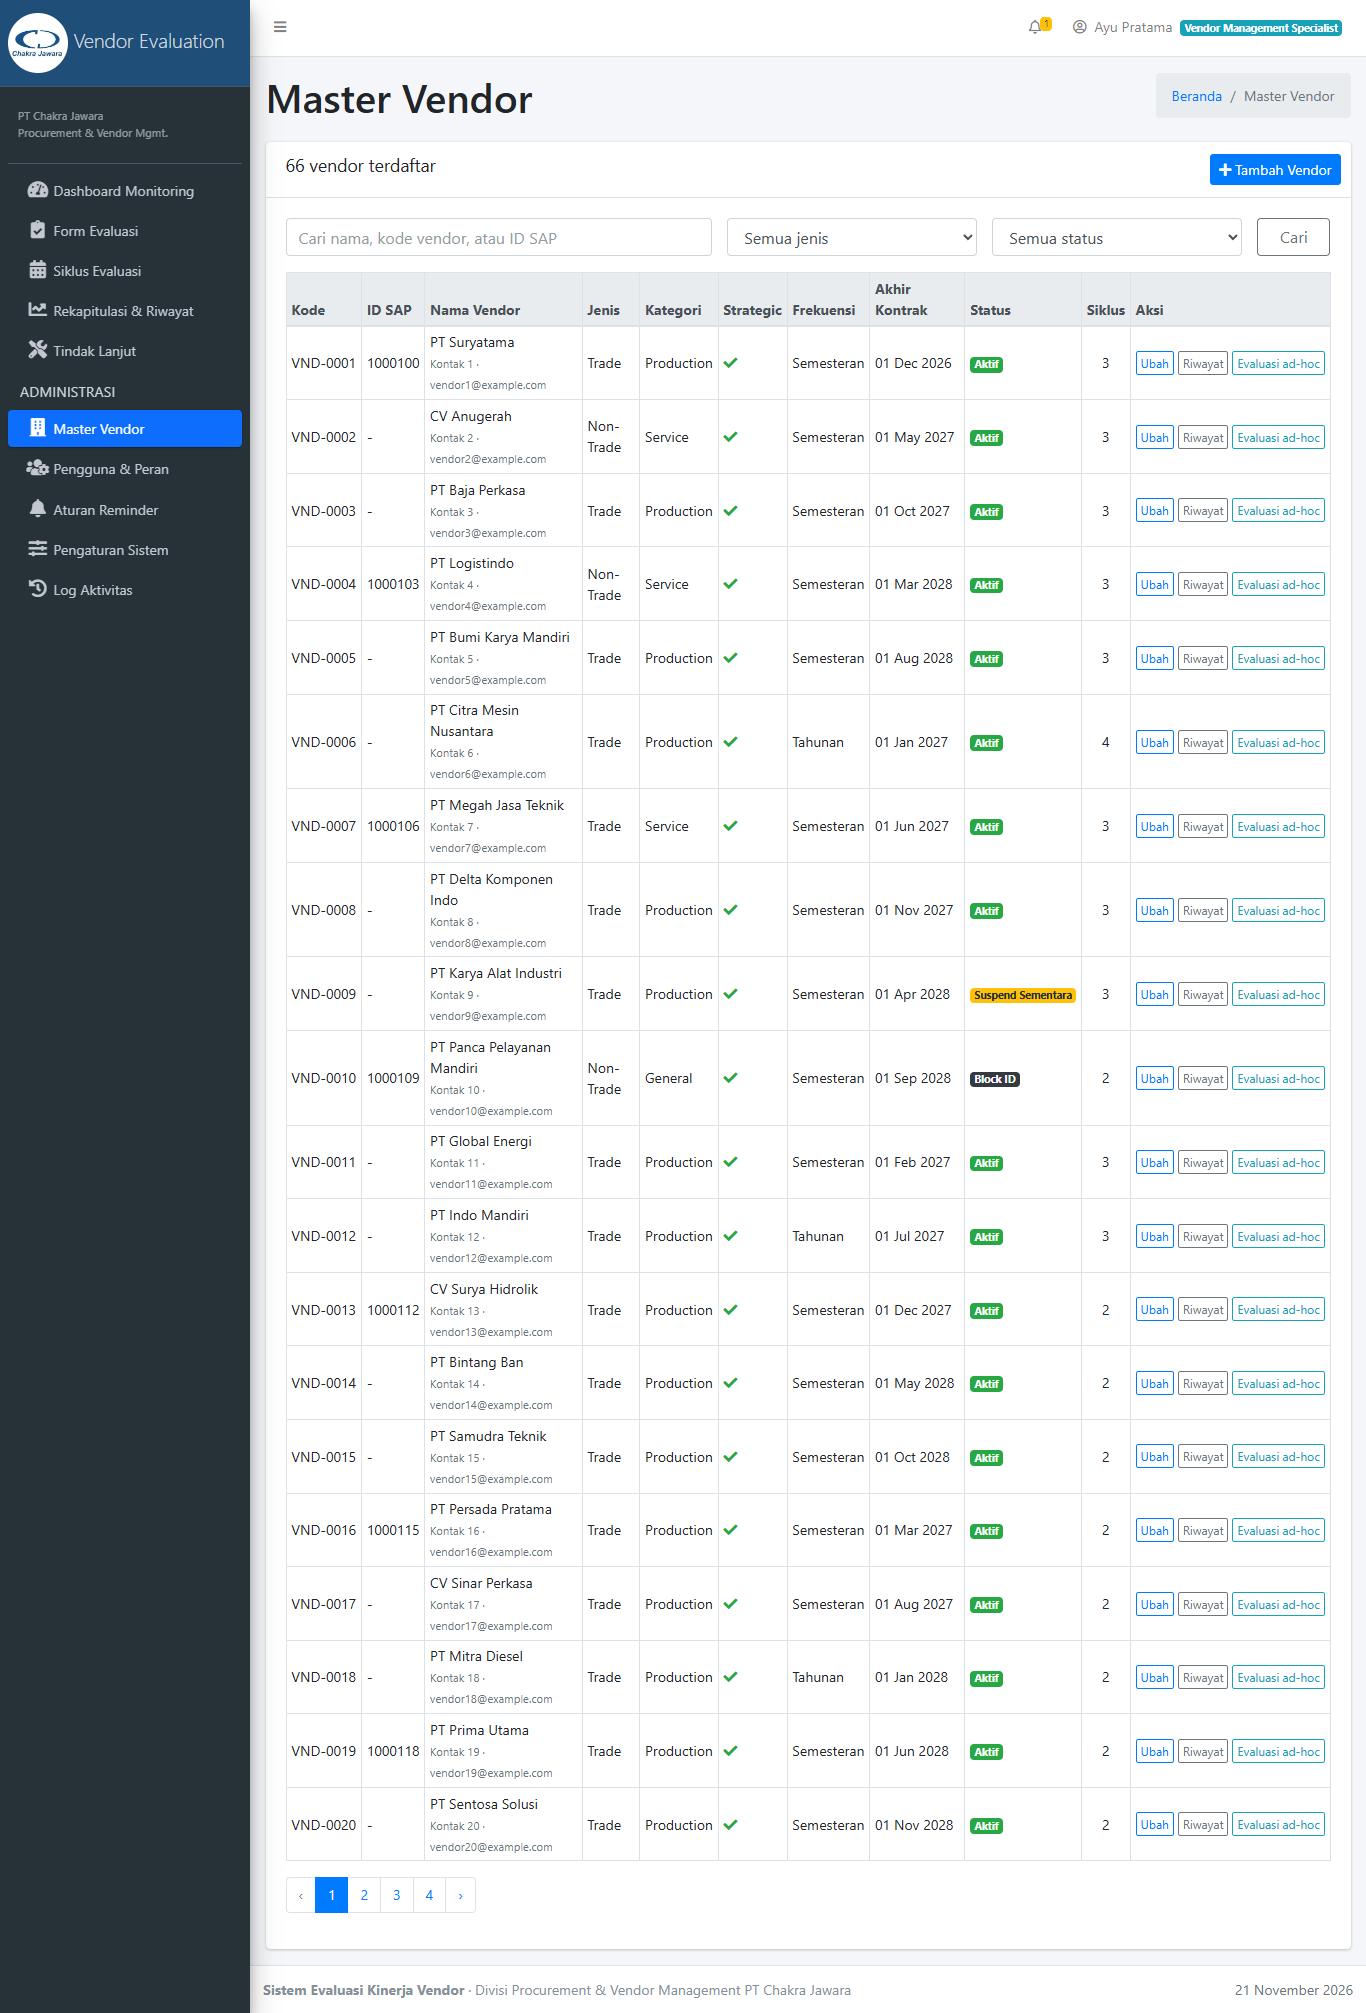 Chakra Jawara
Vendor Evaluation
1
Ayu Pratama Vendor Management Specialist
PT Chakra Jawara
Procurement & Vendor Mgmt.
Dashboard Monitoring
Form Evaluasi
Siklus Evaluasi
Rekapitulasi & Riwayat
Tindak Lanjut
ADMINISTRASI
Master Vendor
Pengguna & Peran
Aturan Reminder
Pengaturan Sistem
Log Aktivitas
Master Vendor
Beranda / Master Vendor
66 vendor terdaftar
Tambah Vendor
Cari nama, kode vendor, atau ID SAP
Semua jenis
Semua status
Cari
Kode ID SAP Nama Vendor Jenis Kategori Strategic Frekuensi Akhir Kontrak Status Siklus Aksi
VND-0001 1000100 PT Suryatama Kontak 1 · vendor1@example.com Trade Production Semesteran 01 Dec 2026 Aktif 3 Ubah Riwayat Evaluasi ad-hoc
VND-0002 - CV Anugerah Kontak 2 · vendor2@example.com Non-Trade Service Semesteran 01 May 2027 Aktif 3 Ubah Riwayat Evaluasi ad-hoc
VND-0003 - PT Baja Perkasa Kontak 3 · vendor3@example.com Trade Production Semesteran 01 Oct 2027 Aktif 3 Ubah Riwayat Evaluasi ad-hoc
VND-0004 1000103 PT Logistindo Kontak 4 · vendor4@example.com Non-Trade Service Semesteran 01 Mar 2028 Aktif 3 Ubah Riwayat Evaluasi ad-hoc
VND-0005 - PT Bumi Karya Mandiri Kontak 5 · vendor5@example.com Trade Production Semesteran 01 Aug 2028 Aktif 3 Ubah Riwayat Evaluasi ad-hoc
VND-0006 - PT Citra Mesin Nusantara Kontak 6 · vendor6@example.com Trade Production Tahunan 01 Jan 2027 Aktif 4 Ubah Riwayat Evaluasi ad-hoc
VND-0007 1000106 PT Megah Jasa Teknik Kontak 7 · vendor7@example.com Trade Service Semesteran 01 Jun 2027 Aktif 3 Ubah Riwayat Evaluasi ad-hoc
VND-0008 - PT Delta Komponen Indo Kontak 8 · vendor8@example.com Trade Production Semesteran 01 Nov 2027 Aktif 3 Ubah Riwayat Evaluasi ad-hoc
VND-0009 - PT Karya Alat Industri Kontak 9 · vendor9@example.com Trade Production Semesteran 01 Apr 2028 Suspend Sementara 3 Ubah Riwayat Evaluasi ad-hoc
VND-0010 1000109 PT Panca Pelayanan Mandiri Kontak 10 · vendor10@example.com Non-Trade General Semesteran 01 Sep 2028 Block ID 2 Ubah Riwayat Evaluasi ad-hoc
VND-0011 - PT Global Energi Kontak 11 · vendor11@example.com Trade Production Semesteran 01 Feb 2027 Aktif 3 Ubah Riwayat Evaluasi ad-hoc
VND-0012 - PT Indo Mandiri Kontak 12 · vendor12@example.com Trade Production Tahunan 01 Jul 2027 Aktif 3 Ubah Riwayat Evaluasi ad-hoc
VND-0013 1000112 CV Surya Hidrolik Kontak 13 · vendor13@example.com Trade Production Semesteran 01 Dec 2027 Aktif 2 Ubah Riwayat Evaluasi ad-hoc
VND-0014 - PT Bintang Ban Kontak 14 · vendor14@example.com Trade Production Semesteran 01 May 2028 Aktif 2 Ubah Riwayat Evaluasi ad-hoc
VND-0015 - PT Samudra Teknik Kontak 15 · vendor15@example.com Trade Production Semesteran 01 Oct 2028 Aktif 2 Ubah Riwayat Evaluasi ad-hoc
VND-0016 1000115 PT Persada Pratama Kontak 16 · vendor16@example.com Trade Production Semesteran 01 Mar 2027 Aktif 2 Ubah Riwayat Evaluasi ad-hoc
VND-0017 - CV Sinar Perkasa Kontak 17 · vendor17@example.com Trade Production Semesteran 01 Aug 2027 Aktif 2 Ubah Riwayat Evaluasi ad-hoc
VND-0018 - PT Mitra Diesel Kontak 18 · vendor18@example.com Trade Production Tahunan 01 Jan 2028 Aktif 2 Ubah Riwayat Evaluasi ad-hoc
VND-0019 1000118 PT Prima Utama Kontak 19 · vendor19@example.com Trade Production Semesteran 01 Jun 2028 Aktif 2 Ubah Riwayat Evaluasi ad-hoc
VND-0020 - PT Sentosa Solusi Kontak 20 · vendor20@example.com Trade Production Semesteran 01 Nov 2028 Aktif 2 Ubah Riwayat Evaluasi ad-hoc
‹ 1 2 3 4 ›
Sistem Evaluasi Kinerja Vendor · Divisi Procurement & Vendor Management PT Chakra Jawara
21 November 2026